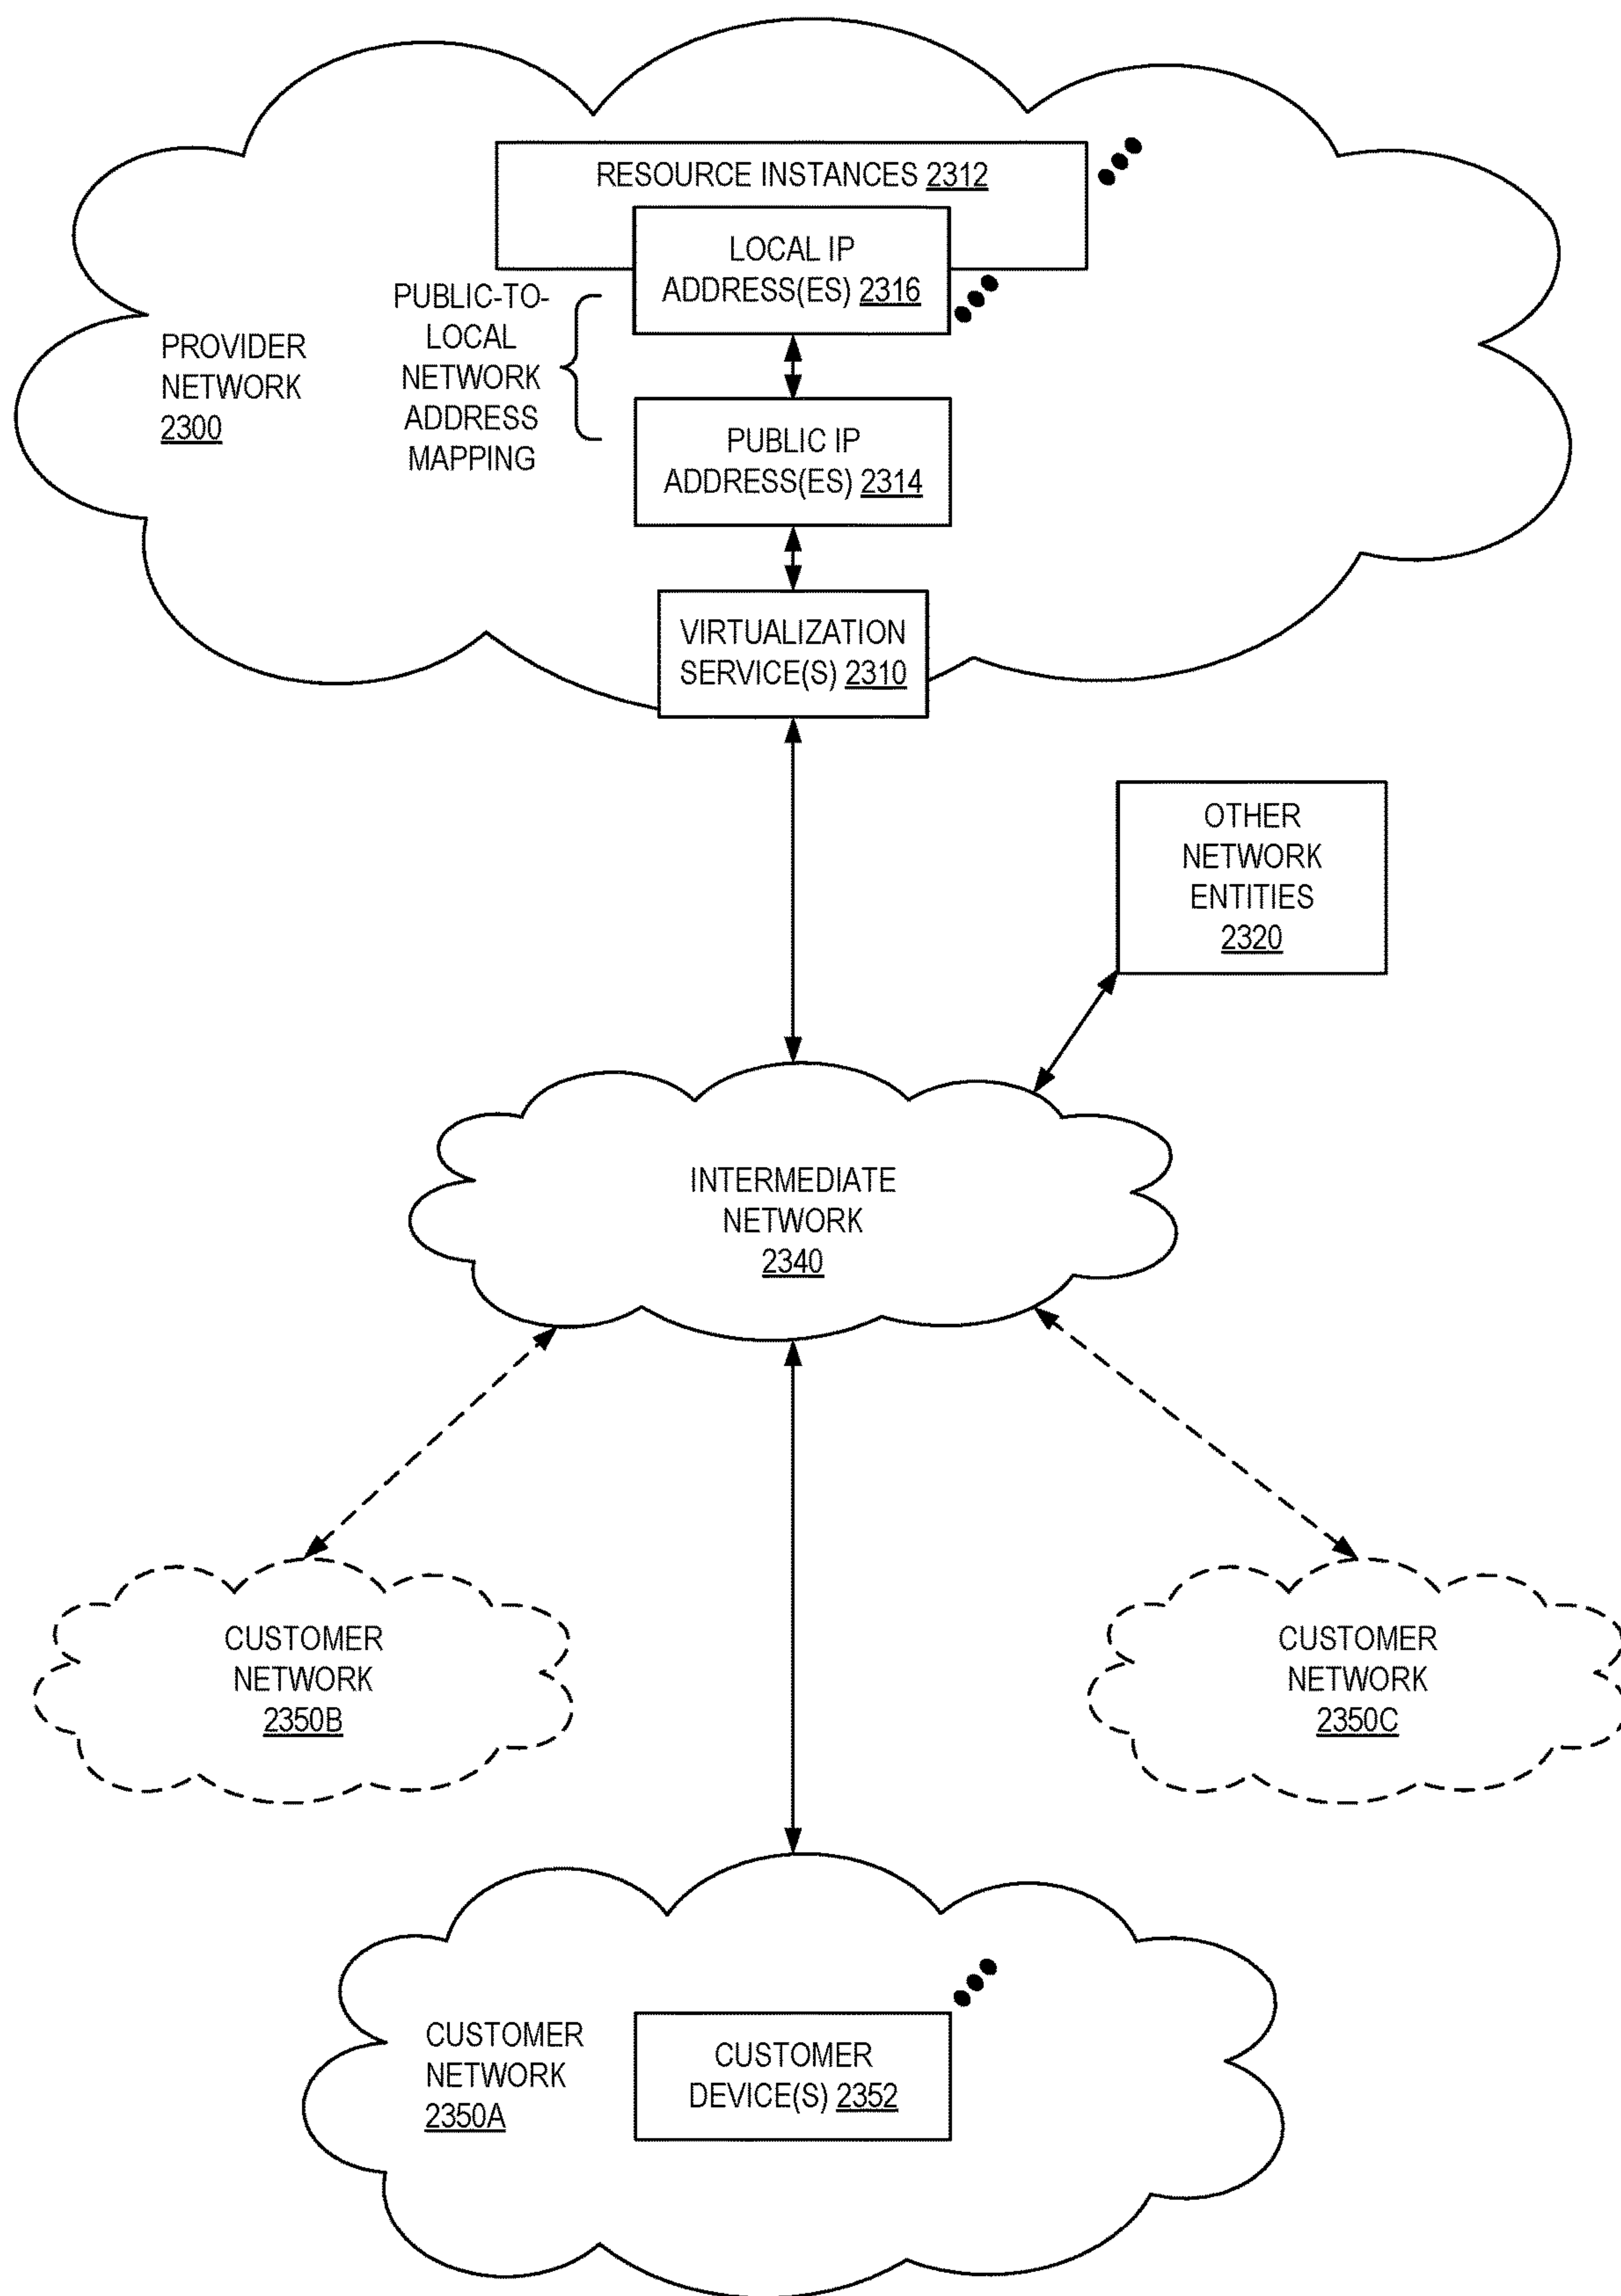 RESOURCE INSTANCES 2312
LOCAL IP
ADDRESS(ES) 2316
PUBLIC-TO-
LOCAL
NETWORK
ADDRESS
MAPPING
PROVIDER
NETWORK
2300
PUBLIC IP
ADDRESS(ES) 2314
VIRTUALIZATION
SERVICE(S) 2310
OTHER
NETWORK
ENTITIES
2320
INTERMEDIATE
NETWORK
2340
CUSTOMER
NETWORK
2350B
CUSTOMER
NETWORK
2350C
CUSTOMER
NETWORK
2350A
CUSTOMER
DEVICE(S) 2352